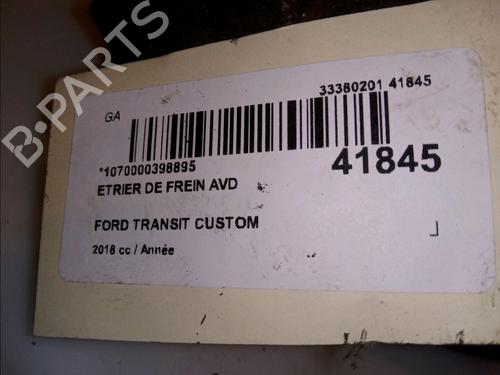 B-PARTS
GA
33380201 41845
*1070000398895
41845
ETRIER DE FREIN AVD
FORD TRANSIT CUSTOM
2018 cc / Année